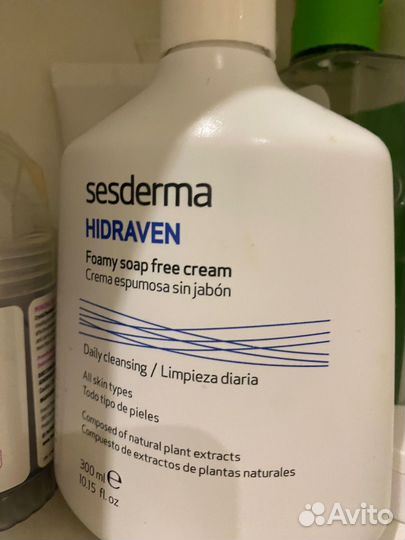 sesderma
HIDRAVEN
Foamy soap free cream
Crema espumosa sin jabón
Daily cleansing / Limpieza diaria
All skin types
Todo tipo de pieles
Composed of natural plant extracts
Compuesto de extractos de plantas naturales
300 ml ℮
10.15 fl. oz
Avito